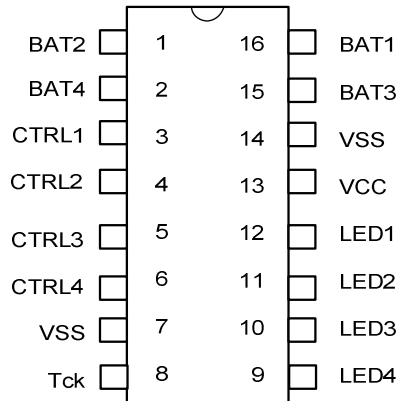 BAT2 1 16 BAT1
BAT4 2 15 BAT3
CTRL1 3 14 VSS
CTRL2 4 13 VCC
CTRL3 5 12 LED1
CTRL4 6 11 LED2
VSS 7 10 LED3
Tck 8 9 LED4